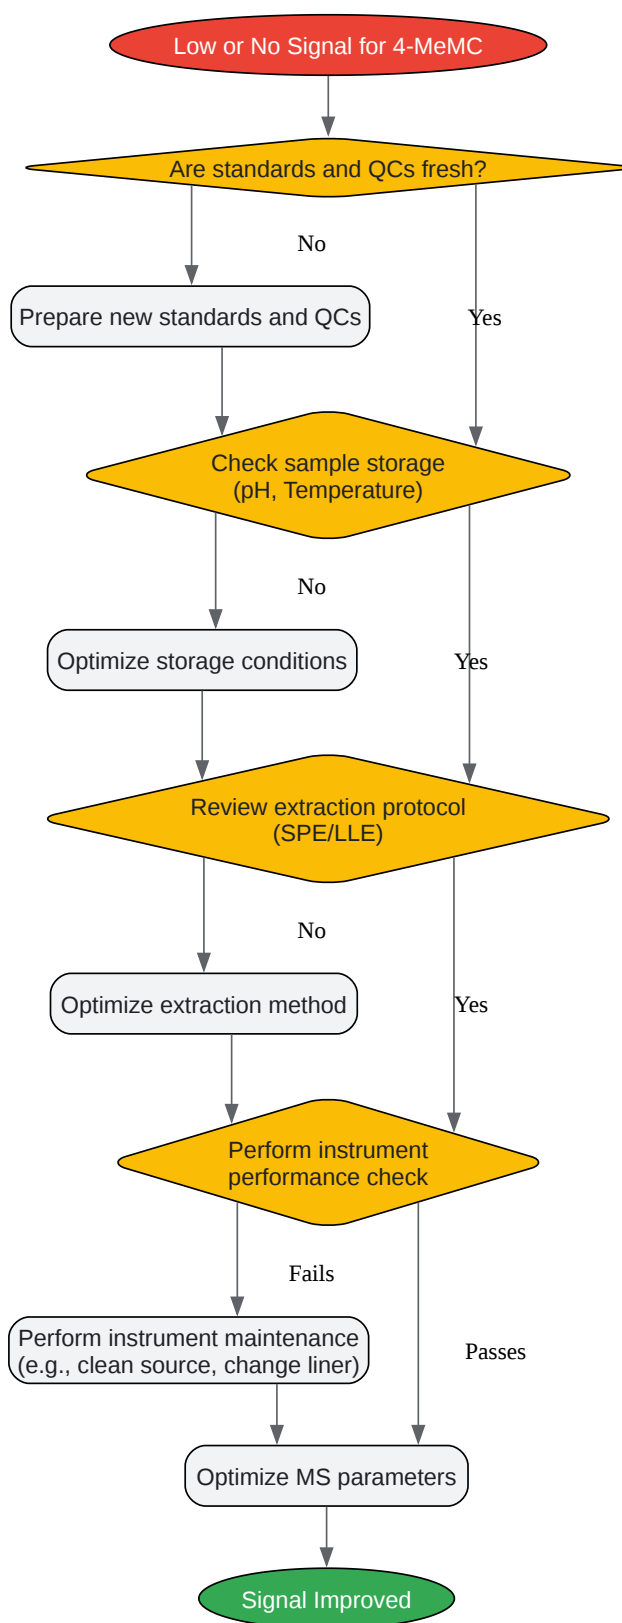 Low or No Signal for 4-MeMC
Are standards and QCs fresh?
No
Prepare new standards and QCs
Yes
Check sample storage
(pH, Temperature)
No
Optimize storage conditions
Yes
Review extraction protocol
(SPE/LLE)
No
Optimize extraction method
Yes
Perform instrument
performance check
Fails
Perform instrument maintenance
(e.g., clean source, change liner)
Passes
Optimize MS parameters
Signal Improved